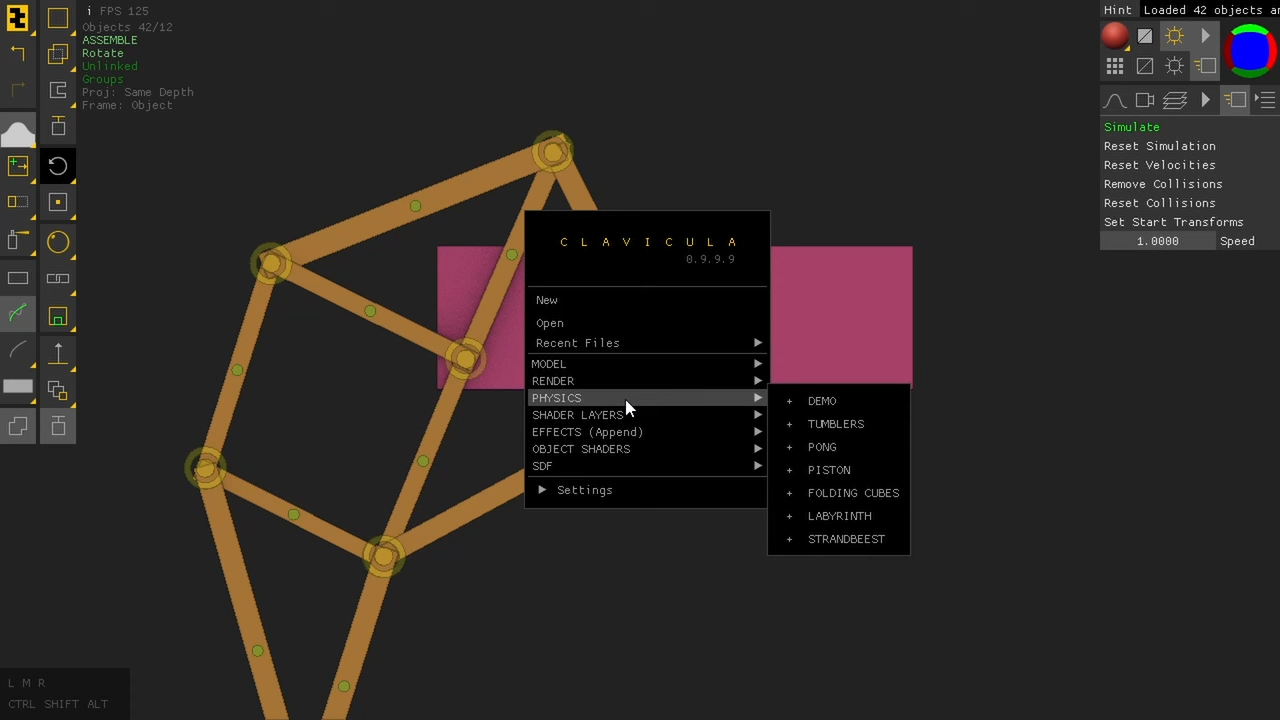 i FPS 125
Objects 42/12
ASSEMBLE
Rotate
Unlinked
Groups
Proj: Same Depth
Frame: Object
Hint Loaded 42 objects an
Simulate
Reset Simulation
Reset Velocities
Remove Collisions
Reset Collisions
Set Start Transforms
1.0000 Speed
CLAVICULA
0.9.9.9
New
Open
Recent Files
MODEL
RENDER
PHYSICS
SHADER LAYERS
EFFECTS (Append)
OBJECT SHADERS
SDF
Settings
+ DEMO
+ TUMBLERS
+ PONG
+ PISTON
+ FOLDING CUBES
+ LABYRINTH
+ STRANDBEEST
L M R
CTRL SHIFT ALT